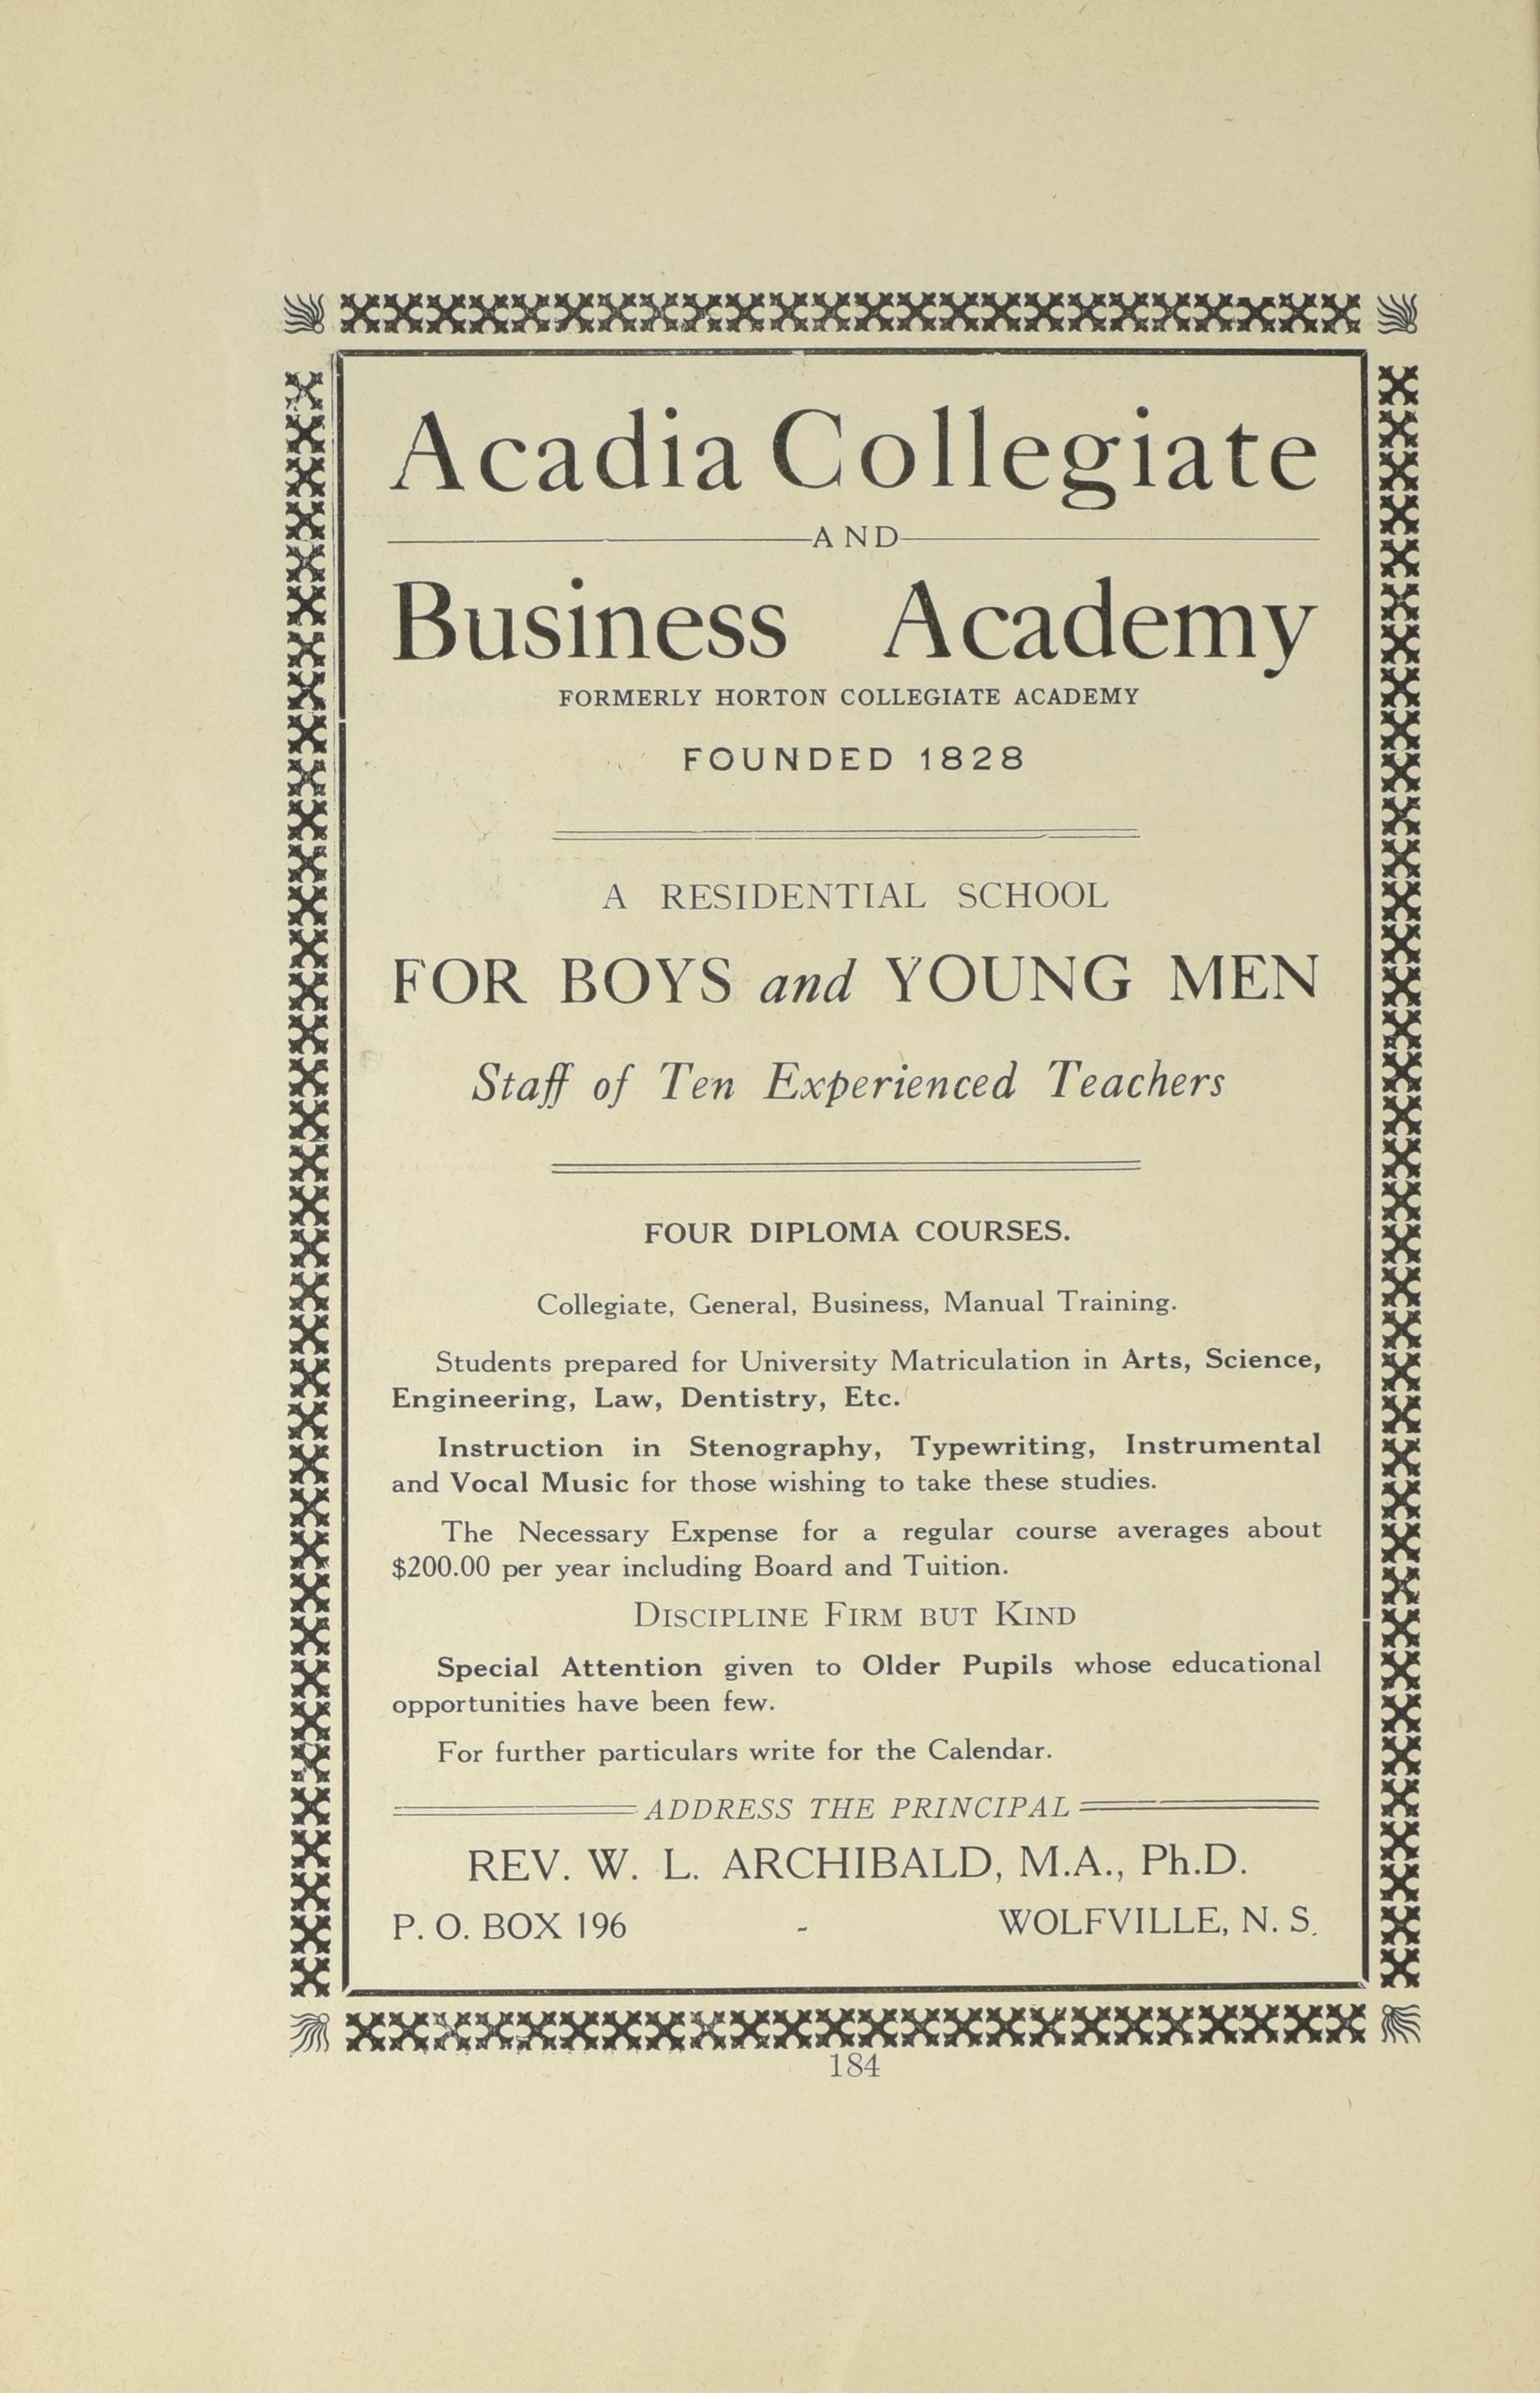 Acadia Collegiate
AND
Business Academy
FORMERLY HORTON COLLEGIATE ACADEMY
FOUNDED 1828
A RESIDENTIAL SCHOOL
FOR BOYS and YOUNG MEN
Staff of Ten Experienced Teachers
FOUR DIPLOMA COURSES.
Collegiate, General, Business, Manual Training.
Students prepared for University Matriculation in Arts, Science,
Engineering, Law, Dentistry, Etc.
Instruction in Stenography, Typewriting, Instrumental
and Vocal Music for those wishing to take these studies.
The Necessary Expense for a regular course averages about
$200.00 per year including Board and Tuition.
DISCIPLINE FIRM BUT KIND
Special Attention given to Older Pupils whose educational
opportunities have been few.
For further particulars write for the Calendar.
ADDRESS THE PRINCIPAL
REV. W. L. ARCHIBALD, M.A., Ph.D.
P. O. BOX 196 - WOLFVILLE, N. S.
184